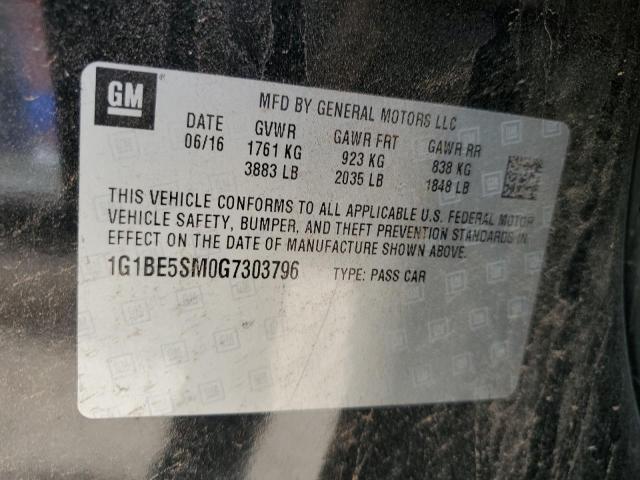 GM ®
MFD BY GENERAL MOTORS LLC
DATE GVWR GAWR FRT GAWR RR
06/16 1761 KG 923 KG 838 KG
3883 LB 2035 LB 1848 LB
THIS VEHICLE CONFORMS TO ALL APPLICABLE U.S. FEDERAL MOTOR
VEHICLE SAFETY, BUMPER, AND THEFT PREVENTION STANDARDS IN
EFFECT ON THE DATE OF MANUFACTURE SHOWN ABOVE.
1G1BE5SM0G7303796 TYPE: PASS CAR